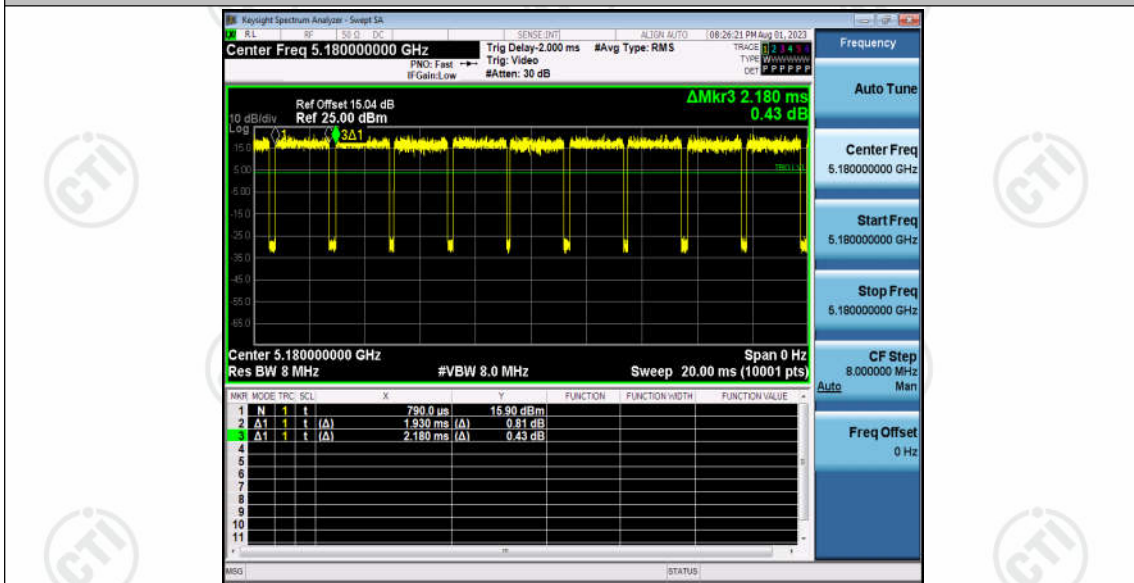 Keysight Spectrum Analyzer - Swept SA
RL RF 50 Ω DC SENSE:INT ALIGN AUTO 08:26:21 PM Aug 01, 2023
Center Freq 5.180000000 GHz Trig Delay-2.000 ms #Avg Type: RMS TRACE 1 2 3 4 5 6
PNO: Fast Trig: Video TYPE WWWWWW
IFGain:Low #Atten: 30 dB DET P P P P P P
Frequency
Auto Tune
Center Freq
5.180000000 GHz
Start Freq
5.180000000 GHz
Stop Freq
5.180000000 GHz
CF Step
8.000000 MHz
Auto Man
Freq Offset
0 Hz
ΔMkr3 2.180 ms
0.43 dB
Ref Offset 15.04 dB
10 dB/div Ref 25.00 dBm
Log
1 3Δ1
15.0
5.00
-5.00
-15.0
-25.0
-35.0
-45.0
-55.0
-65.0
TRIG LVL
Center 5.180000000 GHz Span 0 Hz
Res BW 8 MHz #VBW 8.0 MHz Sweep 20.00 ms (10001 pts)
MKR MODE TRC SCL X Y FUNCTION FUNCTION WIDTH FUNCTION VALUE
1 N 1 t 790.0 µs 15.90 dBm
2 Δ1 1 t (Δ) 1.930 ms (Δ) 0.81 dB
3 Δ1 1 t (Δ) 2.180 ms (Δ) 0.43 dB
4
5
6
7
8
9
10
11
MSG STATUS
CTI
CTI
CTI
CTI